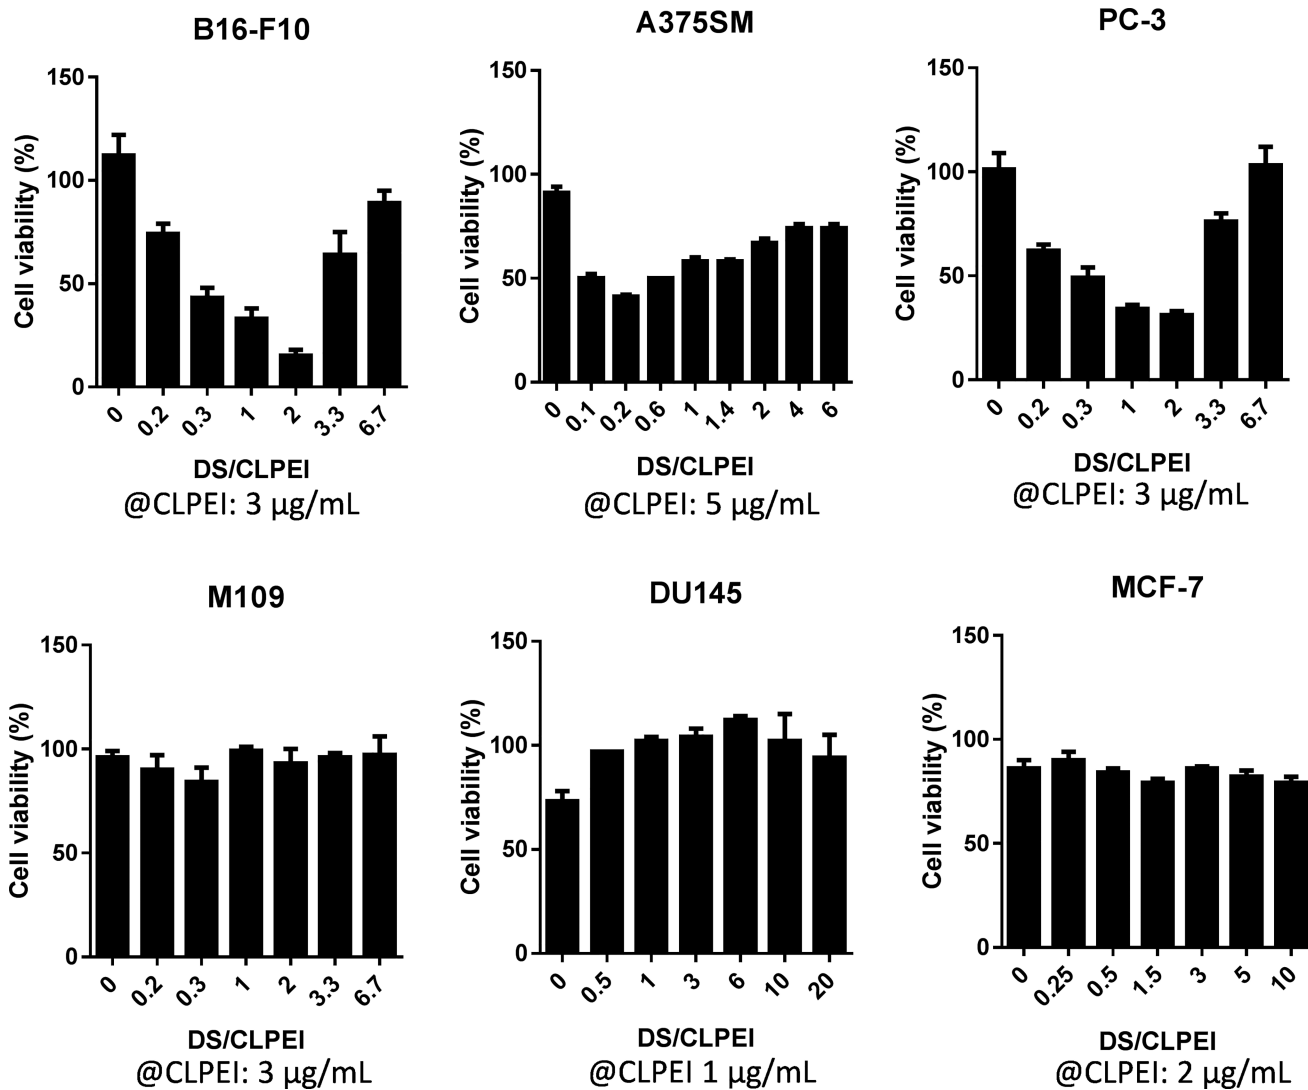 B16-F10
Cell viability (%)
150
100
50
0
0 0.2 0.3 1 2 3.3 6.7
DS/CLPEI
@CLPEI: 3 µg/mL
A375SM
Cell viability (%)
150
100
50
0
0 0.1 0.2 0.6 1 1.4 2 4 6
DS/CLPEI
@CLPEI: 5 µg/mL
PC-3
Cell viability (%)
150
100
50
0
0 0.2 0.3 1 2 3.3 6.7
DS/CLPEI
@CLPEI: 3 µg/mL
M109
Cell viability (%)
150
100
50
0
0 0.2 0.3 1 2 3.3 6.7
DS/CLPEI
@CLPEI: 3 µg/mL
DU145
Cell viability (%)
150
100
50
0
0 0.5 1 3 6 10 20
DS/CLPEI
@CLPEI 1 µg/mL
MCF-7
Cell viability (%)
150
100
50
0
0 0.25 0.5 1.5 3 5 10
DS/CLPEI
@CLPEI: 2 µg/mL